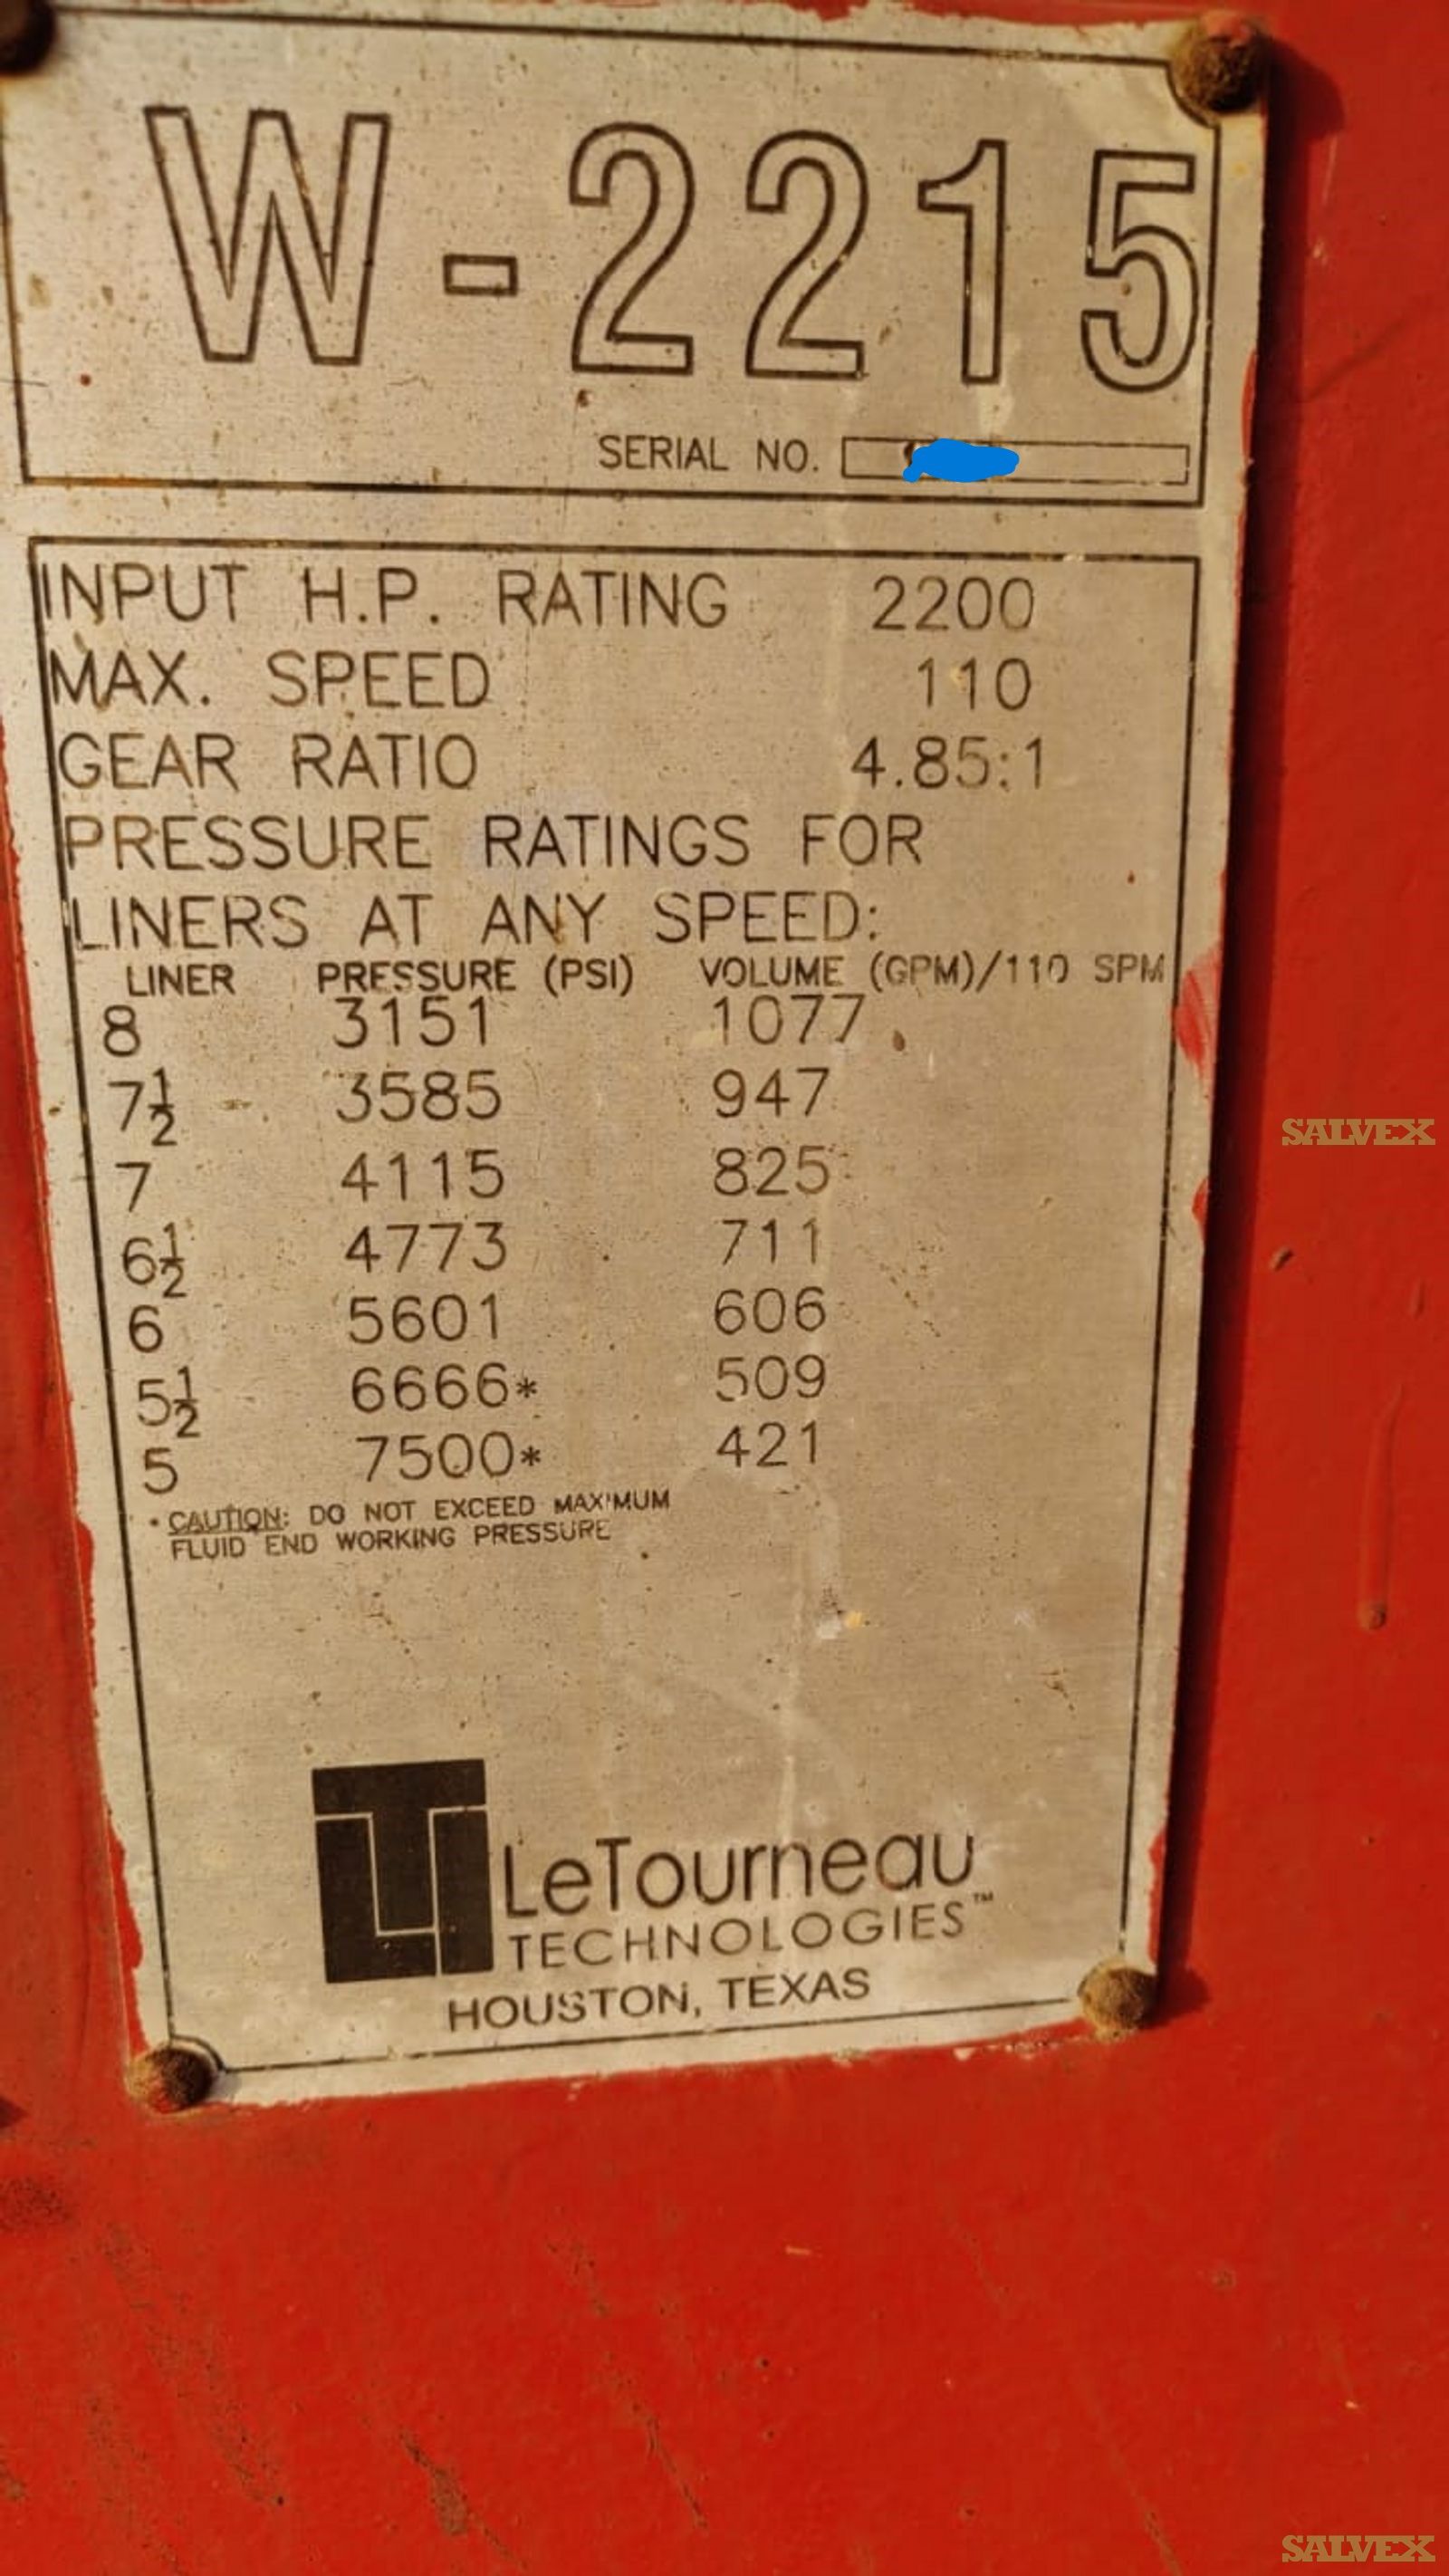 W-2215
SERIAL NO.
INPUT H.P. RATING 2200
MAX. SPEED 110
GEAR RATIO 4.85:1
PRESSURE RATINGS FOR
LINERS AT ANY SPEED:
LINER PRESSURE (PSI) VOLUME (GPM)/110 SPM
8 3151 1077
7½ 3585 947
7 4115 825
6½ 4773 711
6 5601 606
5½ 6666* 509
5 7500* 421
• CAUTION: DO NOT EXCEED MAXIMUM
FLUID END WORKING PRESSURE
LTI LeTourneau
TECHNOLOGIES™
HOUSTON, TEXAS
SALVEX
SALVEX